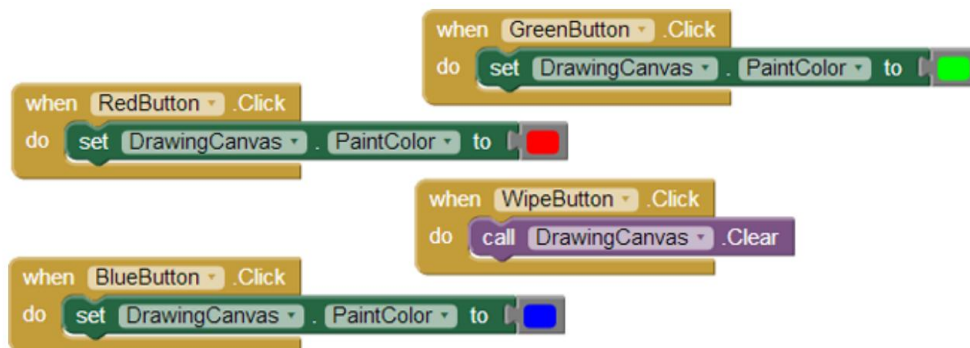 when GreenButton .Click
do set DrawingCanvas . PaintColor to
when RedButton .Click
do set DrawingCanvas . PaintColor to
when WipeButton .Click
do call DrawingCanvas .Clear
when BlueButton .Click
do set DrawingCanvas . PaintColor to